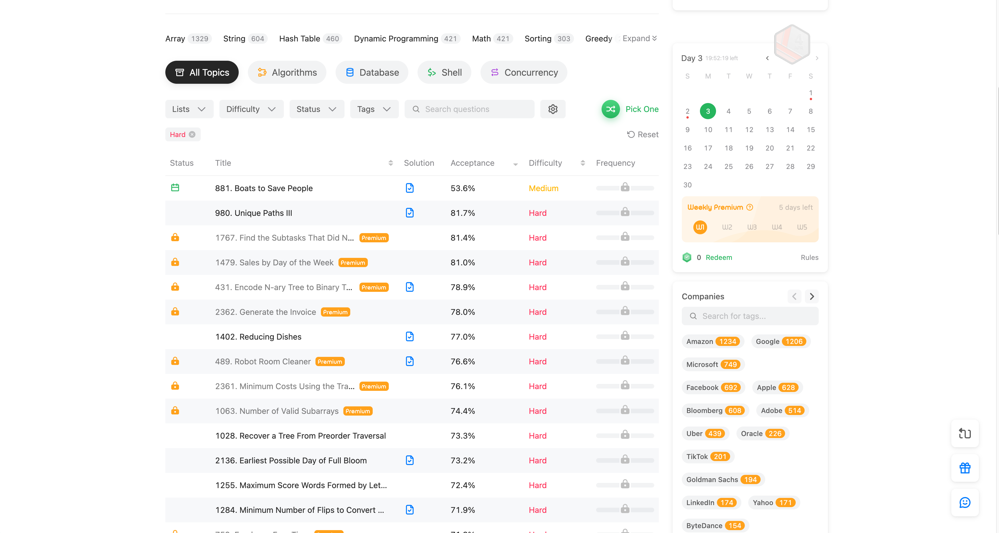 Array 1329 String 604 Hash Table 460 Dynamic Programming 421 Math 421 Sorting 303 Greedy Expand
All Topics Algorithms Database Shell Concurrency
Lists Difficulty Status Tags Search questions Pick One
Hard Reset
Status Title Solution Acceptance Difficulty Frequency
881. Boats to Save People 53.6% Medium
980. Unique Paths III 81.7% Hard
1767. Find the Subtasks That Did N... Premium 81.4% Hard
1479. Sales by Day of the Week Premium 81.0% Hard
431. Encode N-ary Tree to Binary T... Premium 78.9% Hard
2362. Generate the Invoice Premium 78.0% Hard
1402. Reducing Dishes 77.0% Hard
489. Robot Room Cleaner Premium 76.6% Hard
2361. Minimum Costs Using the Tra... Premium 76.1% Hard
1063. Number of Valid Subarrays Premium 74.4% Hard
1028. Recover a Tree From Preorder Traversal 73.3% Hard
2136. Earliest Possible Day of Full Bloom 73.2% Hard
1255. Maximum Score Words Formed by Let... 72.4% Hard
1284. Minimum Number of Flips to Convert ... 71.9% Hard
Day 3 19:52:19 left
S M T W T F S
1
2 3 4 5 6 7 8
9 10 11 12 13 14 15
16 17 18 19 20 21 22
23 24 25 26 27 28 29
30
Weekly Premium 5 days left
W1 W2 W3 W4 W5
0 Redeem Rules
Companies
Search for tags...
Amazon 1234 Google 1206
Microsoft 749
Facebook 692 Apple 628
Bloomberg 608 Adobe 514
Uber 439 Oracle 226
TikTok 201
Goldman Sachs 194
LinkedIn 174 Yahoo 171
ByteDance 154